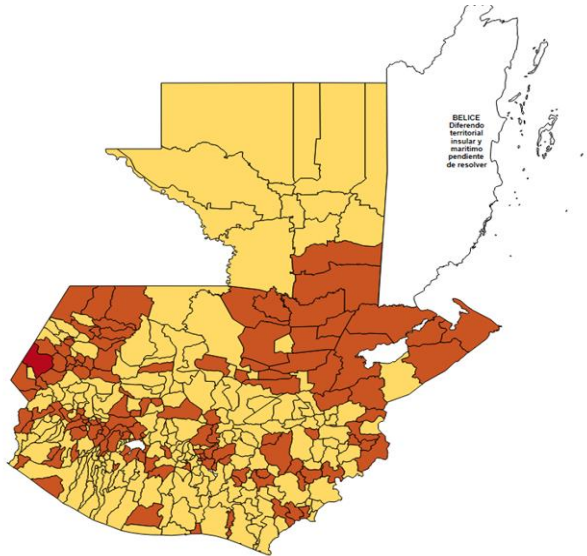 BELICE
Diferendo
territorial
insular y
marítimo
pendiente
de resolver